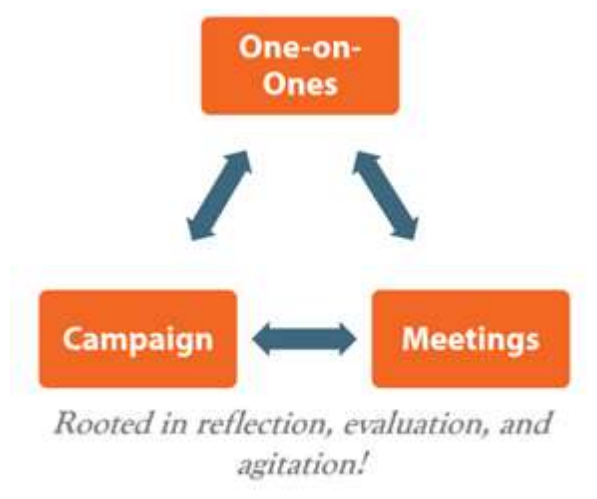 One-on-
Ones
Campaign
Meetings
Rooted in reflection, evaluation, and
agitation!